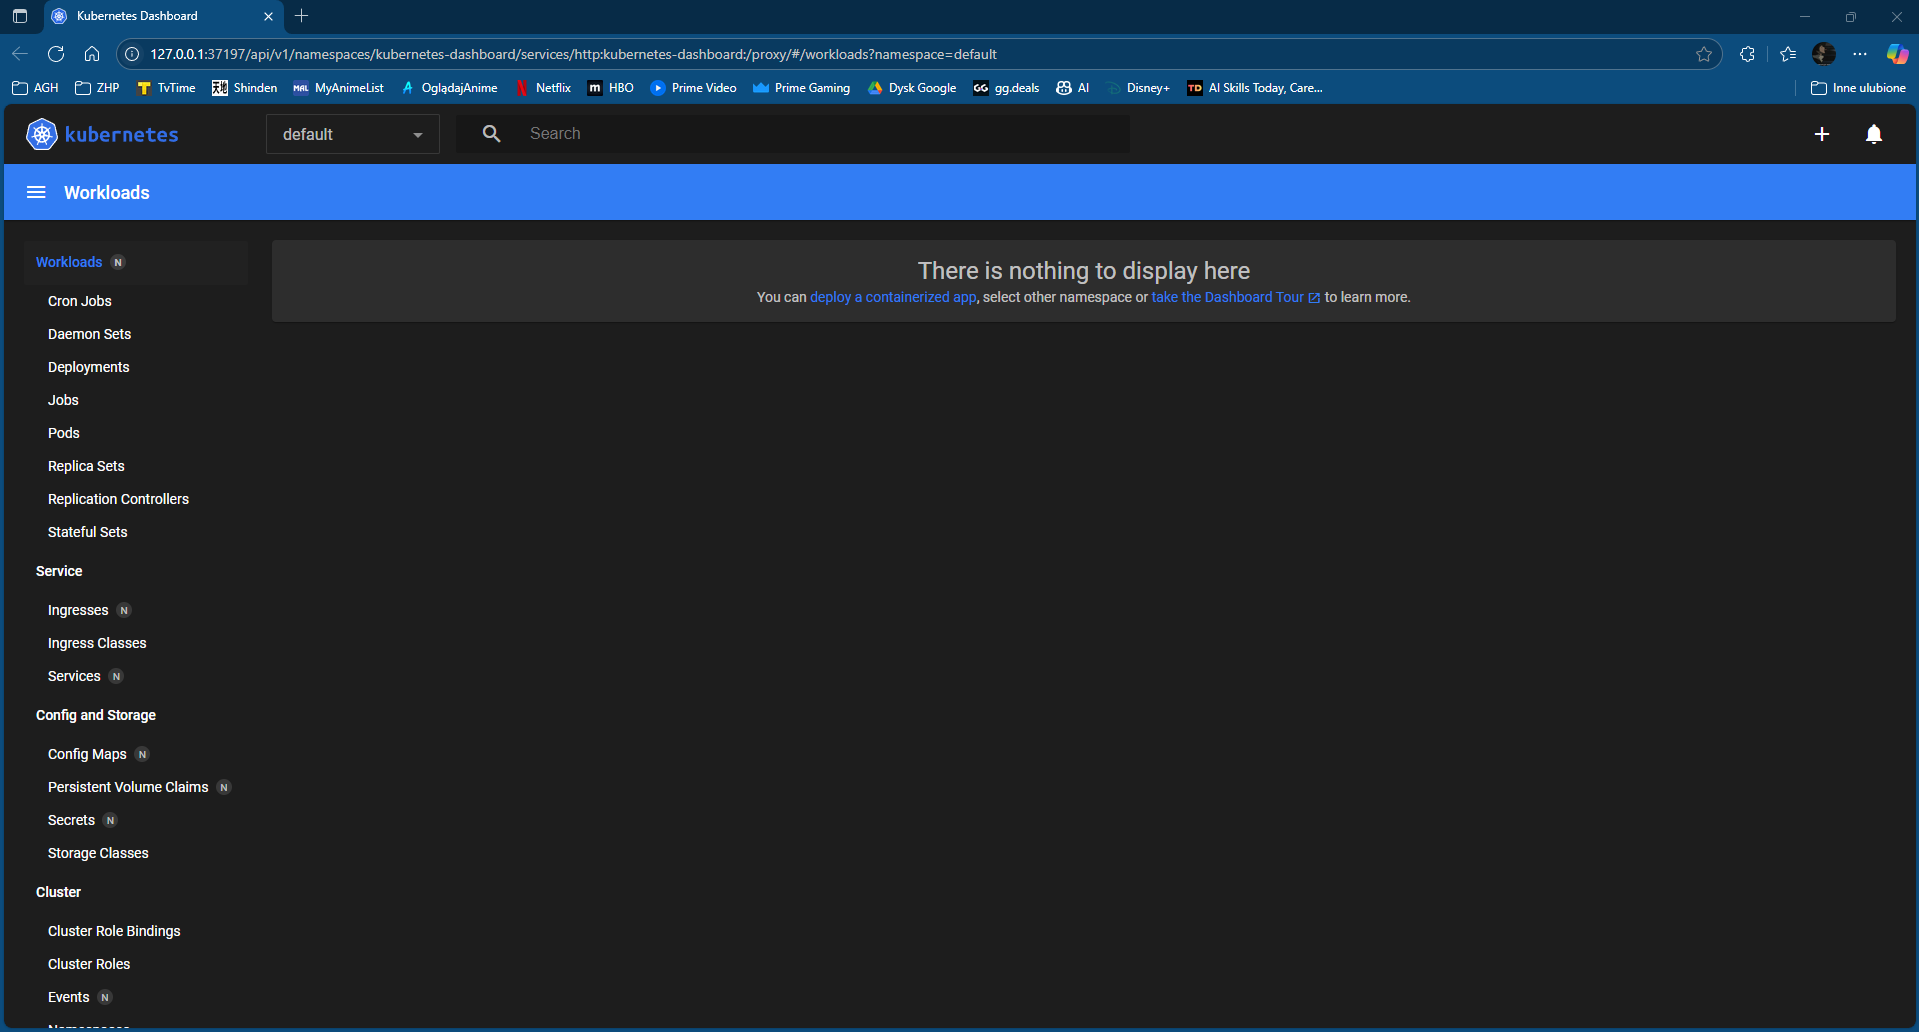 Kubernetes Dashboard
127.0.0.1:37197/api/v1/namespaces/kubernetes-dashboard/services/http:kubernetes-dashboard:/proxy/#/workloads?namespace=default
AGH ZHP TvTime Shinden MyAnimeList OglądajAnime Netflix HBO Prime Video Prime Gaming Dysk Google gg.deals AI Disney+ AI Skills Today, Care... Inne ulubione
kubernetes default Search
Workloads
Workloads N
There is nothing to display here
You can deploy a containerized app, select other namespace or take the Dashboard Tour to learn more.
Cron Jobs
Daemon Sets
Deployments
Jobs
Pods
Replica Sets
Replication Controllers
Stateful Sets
Service
Ingresses N
Ingress Classes
Services N
Config and Storage
Config Maps N
Persistent Volume Claims N
Secrets N
Storage Classes
Cluster
Cluster Role Bindings
Cluster Roles
Events N